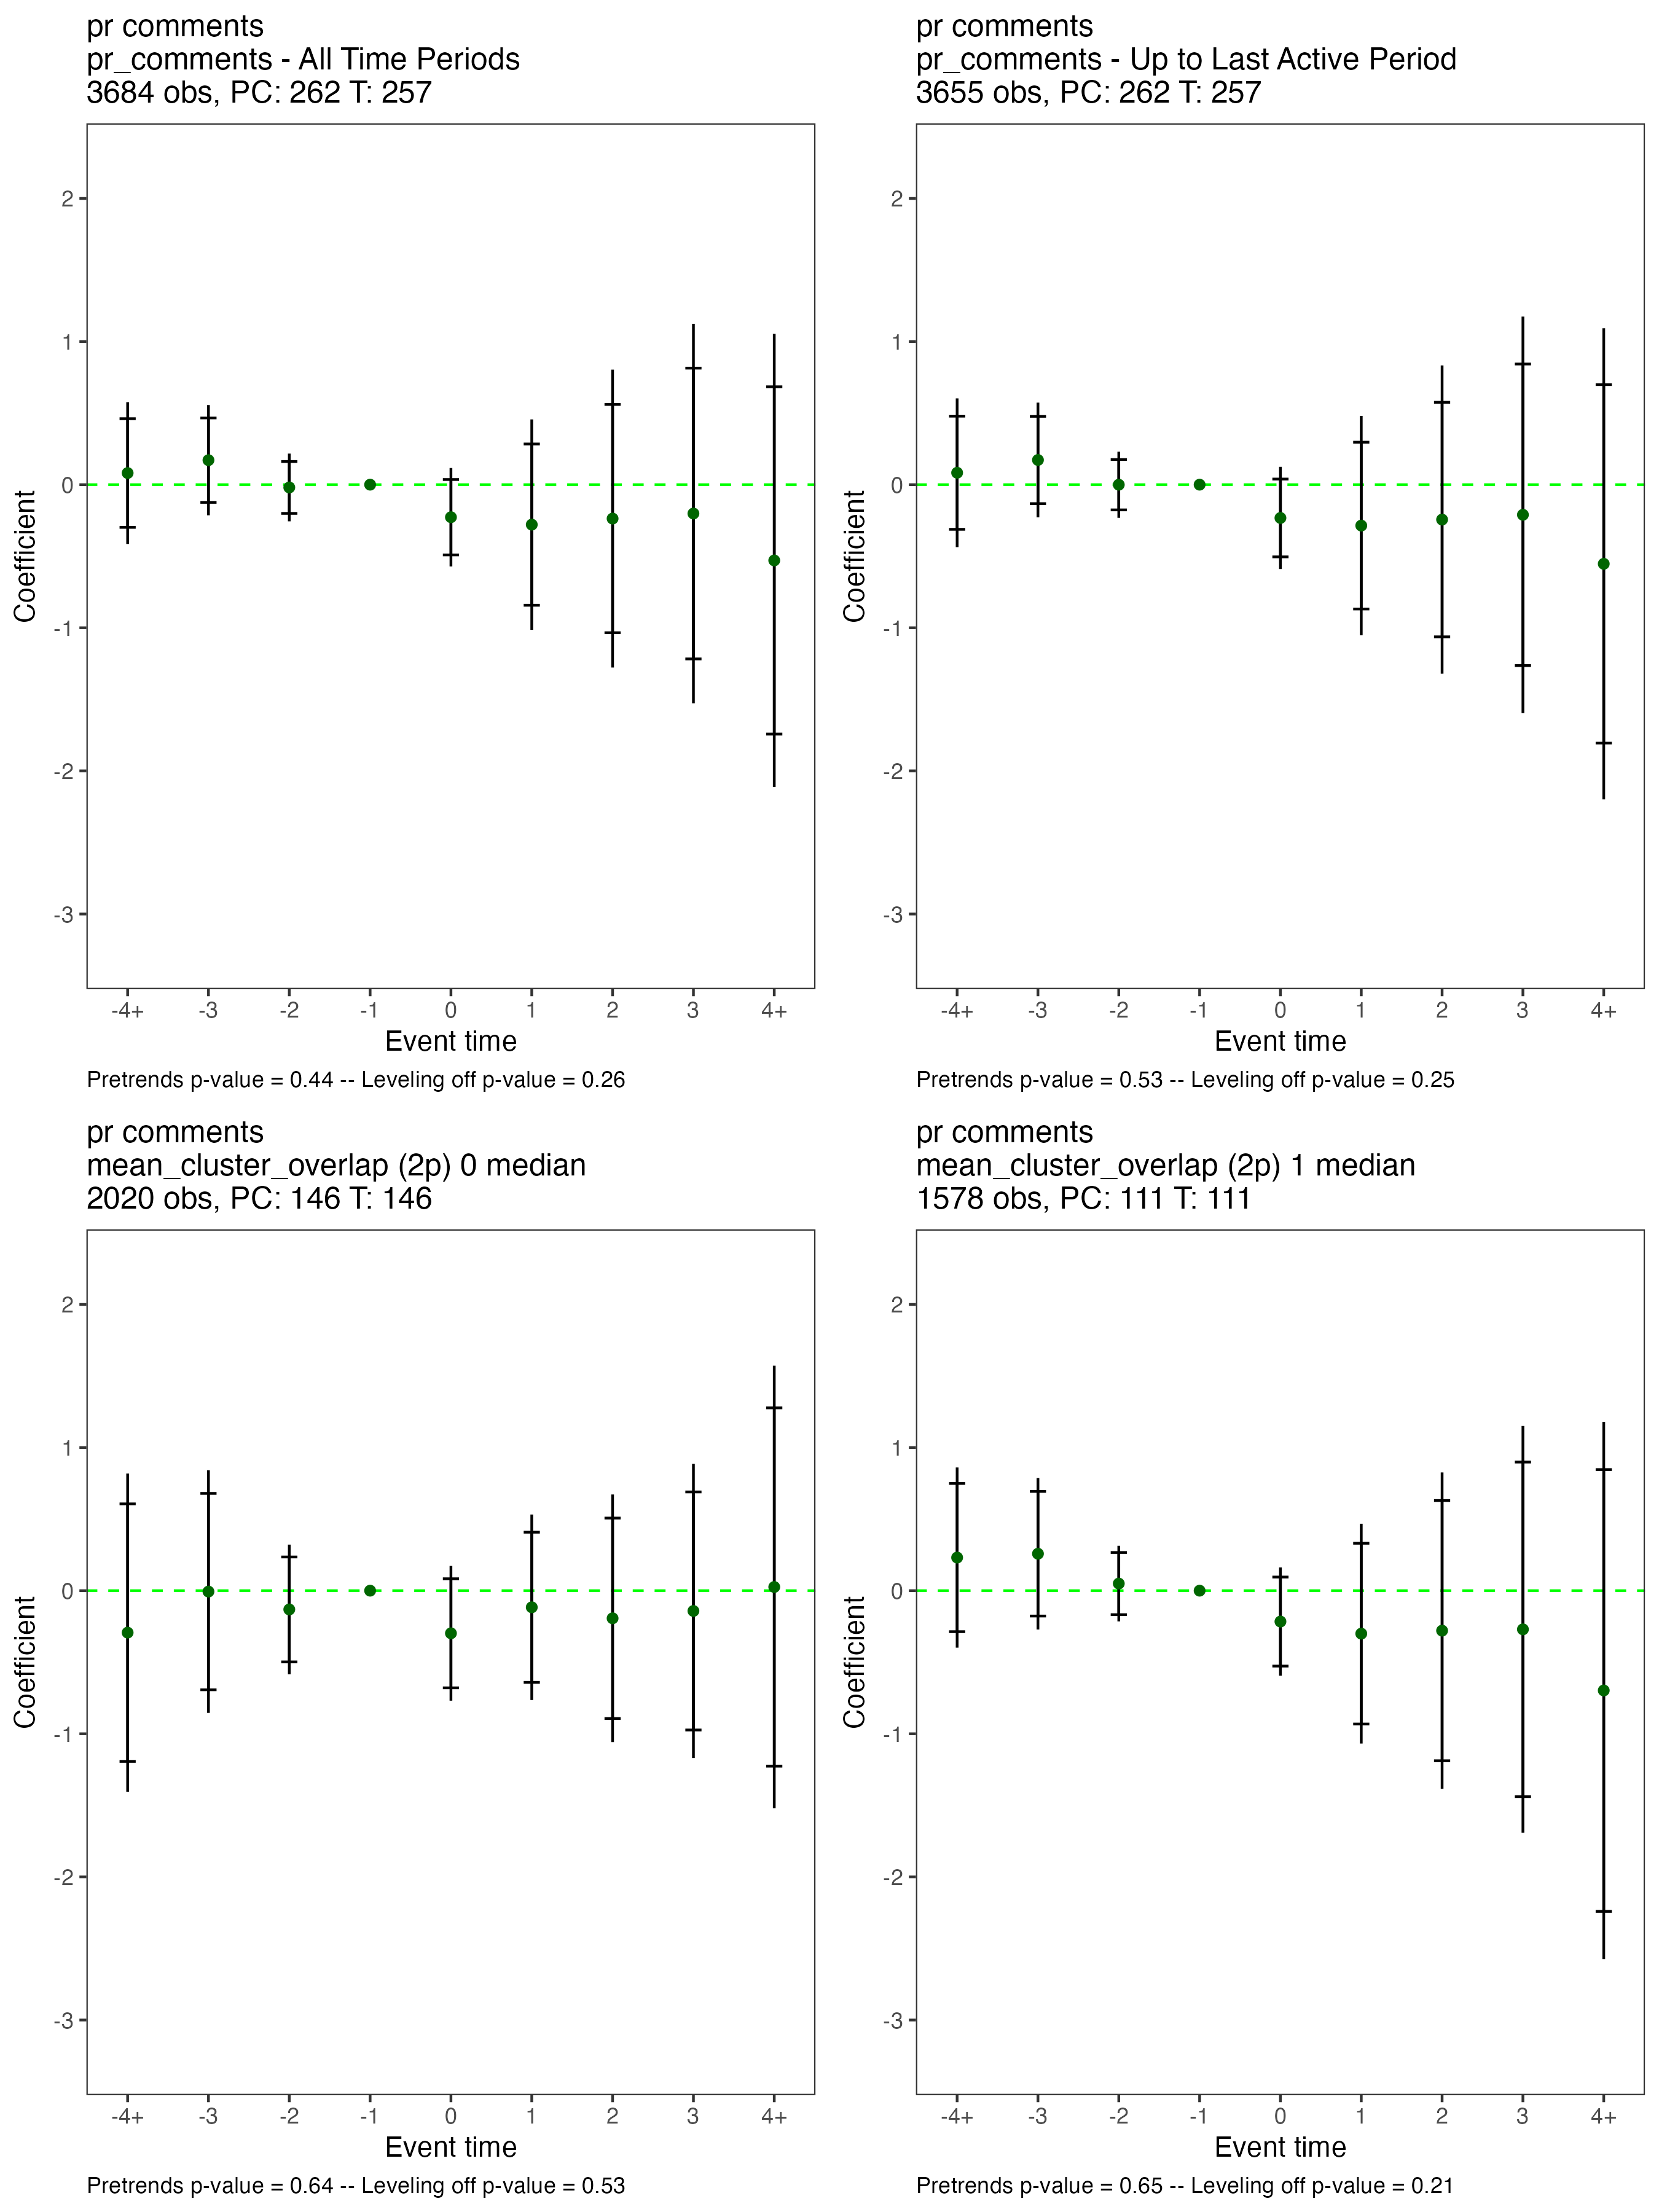 pr comments
pr_comments - All Time Periods
3684 obs, PC: 262 T: 257
2
1
0
-1
-2
-3
Coefficient
-4+ -3 -2 -1 0 1 2 3 4+
Event time
Pretrends p-value = 0.44 -- Leveling off p-value = 0.26
pr comments
pr_comments - Up to Last Active Period
3655 obs, PC: 262 T: 257
2
1
0
-1
-2
-3
Coefficient
-4+ -3 -2 -1 0 1 2 3 4+
Event time
Pretrends p-value = 0.53 -- Leveling off p-value = 0.25
pr comments
mean_cluster_overlap (2p) 0 median
2020 obs, PC: 146 T: 146
2
1
0
-1
-2
-3
Coefficient
-4+ -3 -2 -1 0 1 2 3 4+
Event time
Pretrends p-value = 0.64 -- Leveling off p-value = 0.53
pr comments
mean_cluster_overlap (2p) 1 median
1578 obs, PC: 111 T: 111
2
1
0
-1
-2
-3
Coefficient
-4+ -3 -2 -1 0 1 2 3 4+
Event time
Pretrends p-value = 0.65 -- Leveling off p-value = 0.21